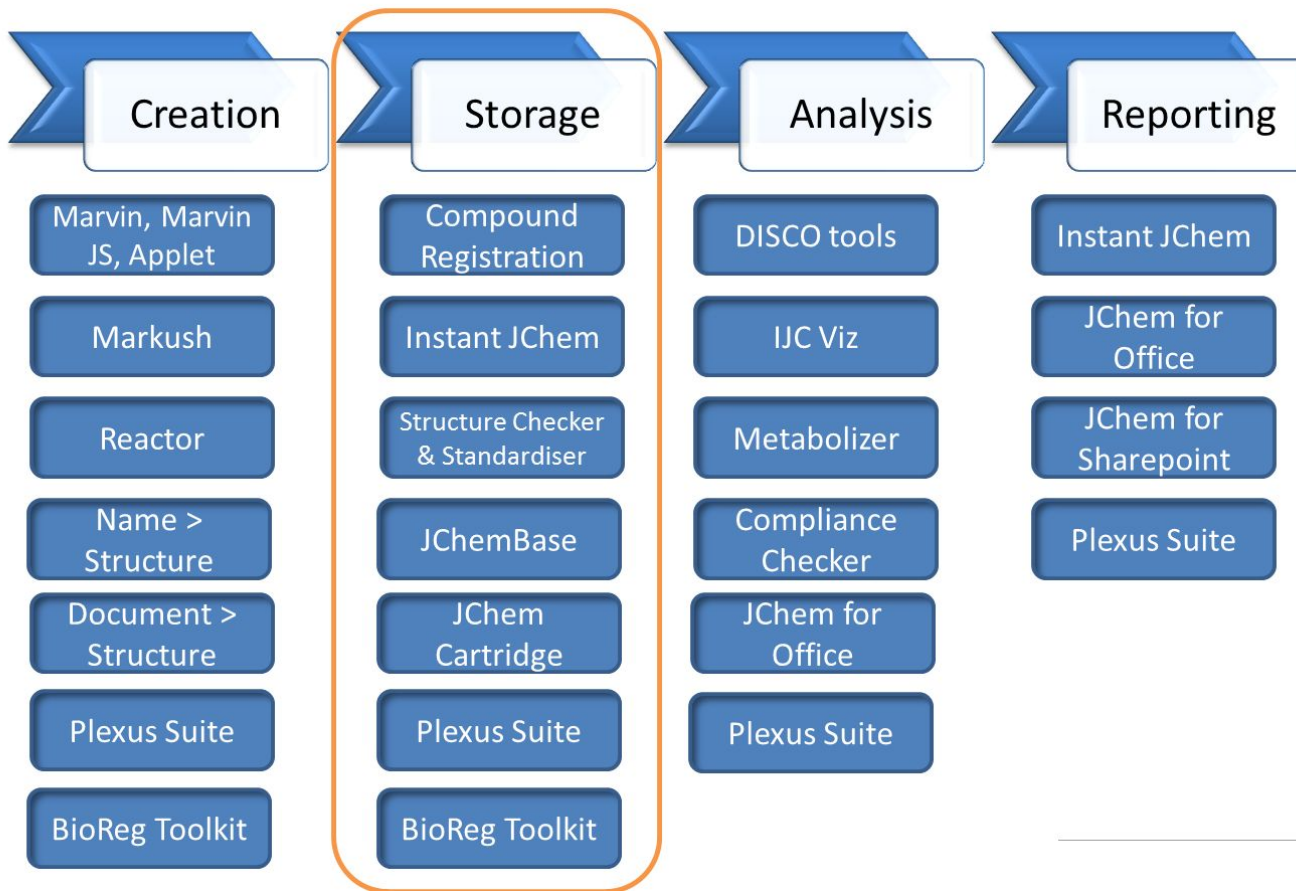 Creation
Storage
Analysis
Reporting
Marvin, Marvin
JS, Applet
Markush
Reactor
Name >
Structure
Document >
Structure
Plexus Suite
BioReg Toolkit
Compound
Registration
Instant JChem
Structure Checker
& Standardiser
JChemBase
JChem
Cartridge
Plexus Suite
BioReg Toolkit
DISCO tools
IJC Viz
Metabolizer
Compliance
Checker
JChem for
Office
Plexus Suite
Instant JChem
JChem for
Office
JChem for
Sharepoint
Plexus Suite